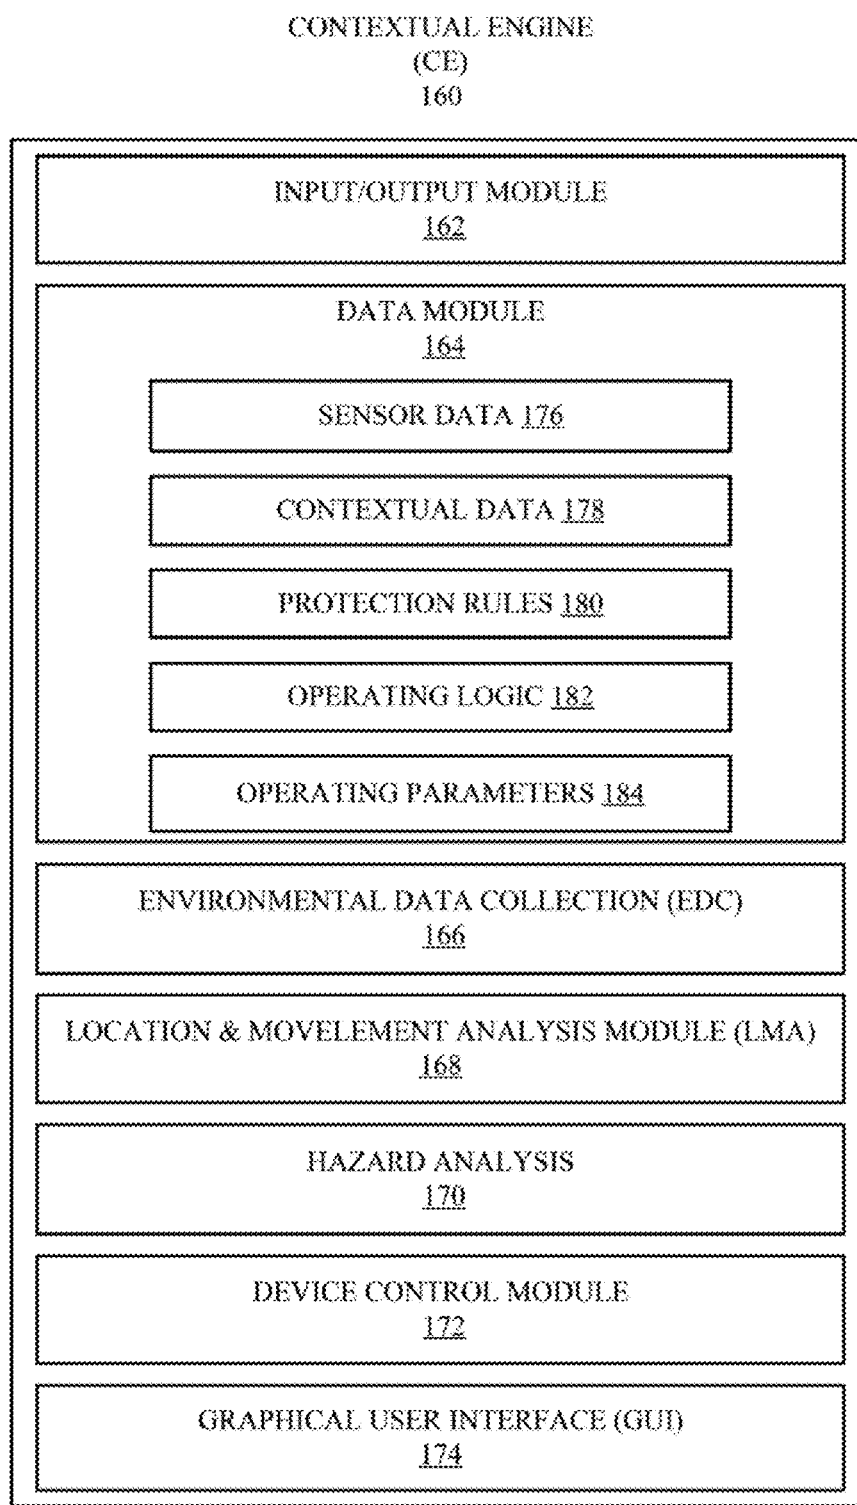 CONTEXTUAL ENGINE
(CE)
160
INPUT/OUTPUT MODULE
162
DATA MODULE
164
SENSOR DATA 176
CONTEXTUAL DATA 178
PROTECTION RULES 180
OPERATING LOGIC 182
OPERATING PARAMETERS 184
ENVIRONMENTAL DATA COLLECTION (EDC)
166
LOCATION & MOVELEMENT ANALYSIS MODULE (LMA)
168
HAZARD ANALYSIS
170
DEVICE CONTROL MODULE
172
GRAPHICAL USER INTERFACE (GUI)
174